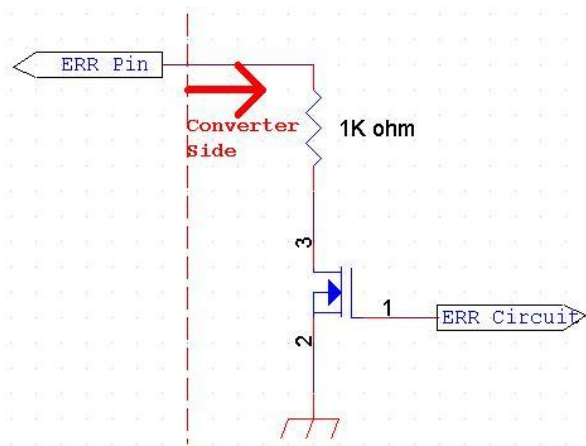 ERR Pin
Converter
Side
1K ohm
3
1
ERR Circuit
2